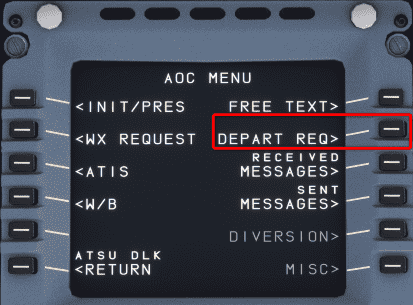 AOC MENU
<INIT/PRES FREE TEXT>
<WX REQUEST DEPART REQ>
RECEIVED
<ATIS MESSAGES>
SENT
<W/B MESSAGES>
DIVERSION>
ATSU DLK
<RETURN MISC>